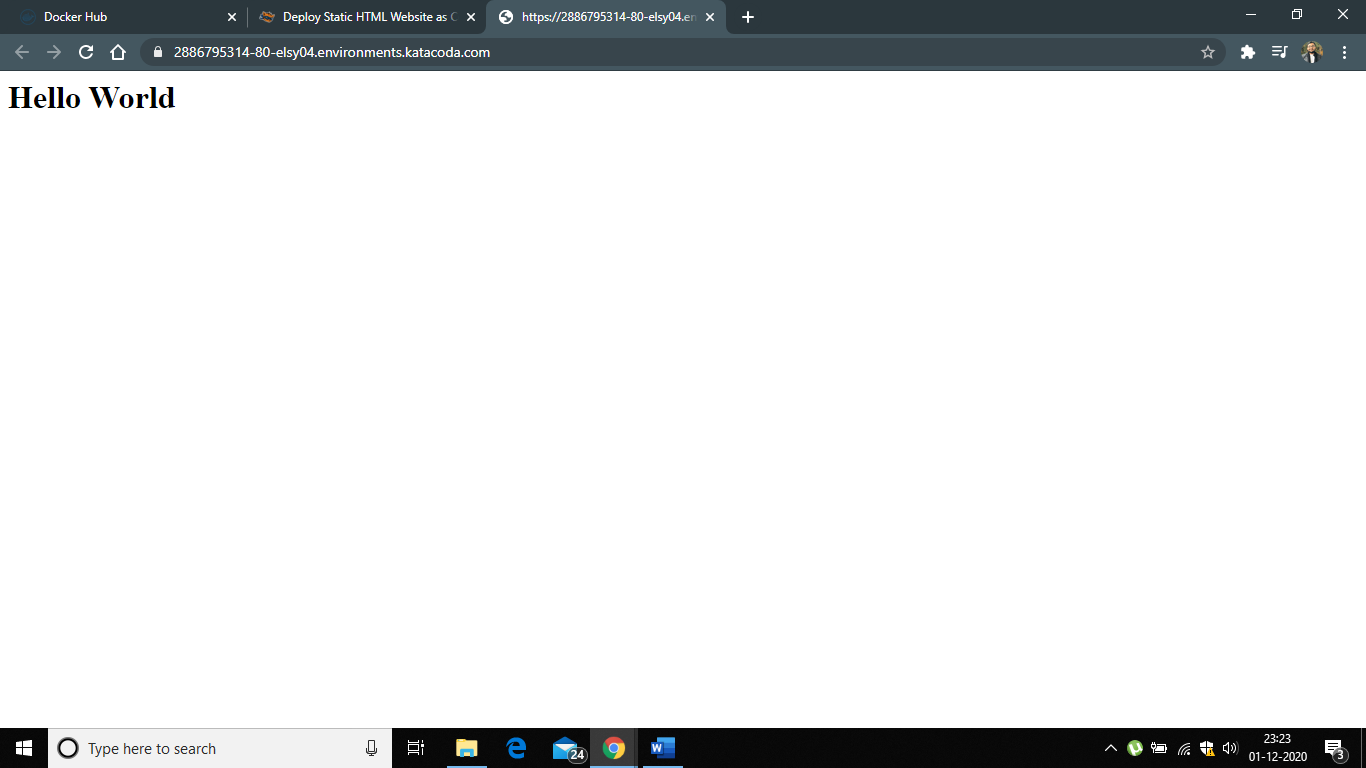 Docker Hub
Deploy Static HTML Website as C
https://2886795314-80-elsy04.en
2886795314-80-elsy04.environments.katacoda.com
Hello World
Type here to search
24
W
23:23
01-12-2020
3